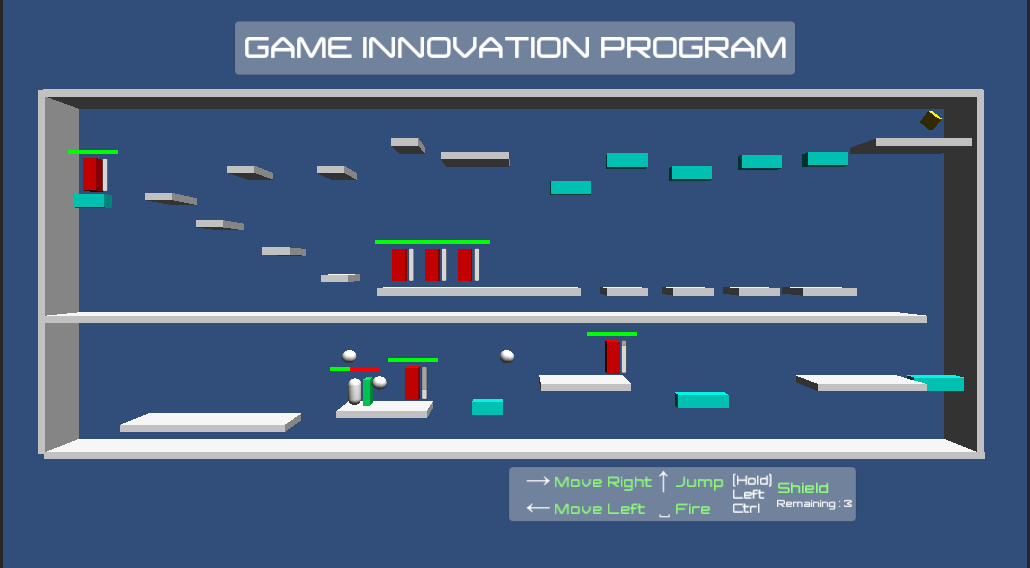 GAME INNOVATION PROGRAM
→ Move Right ↑ Jump [Hold] Left Ctrl Shield
← Move Left ⎵ Fire Remaining : 3